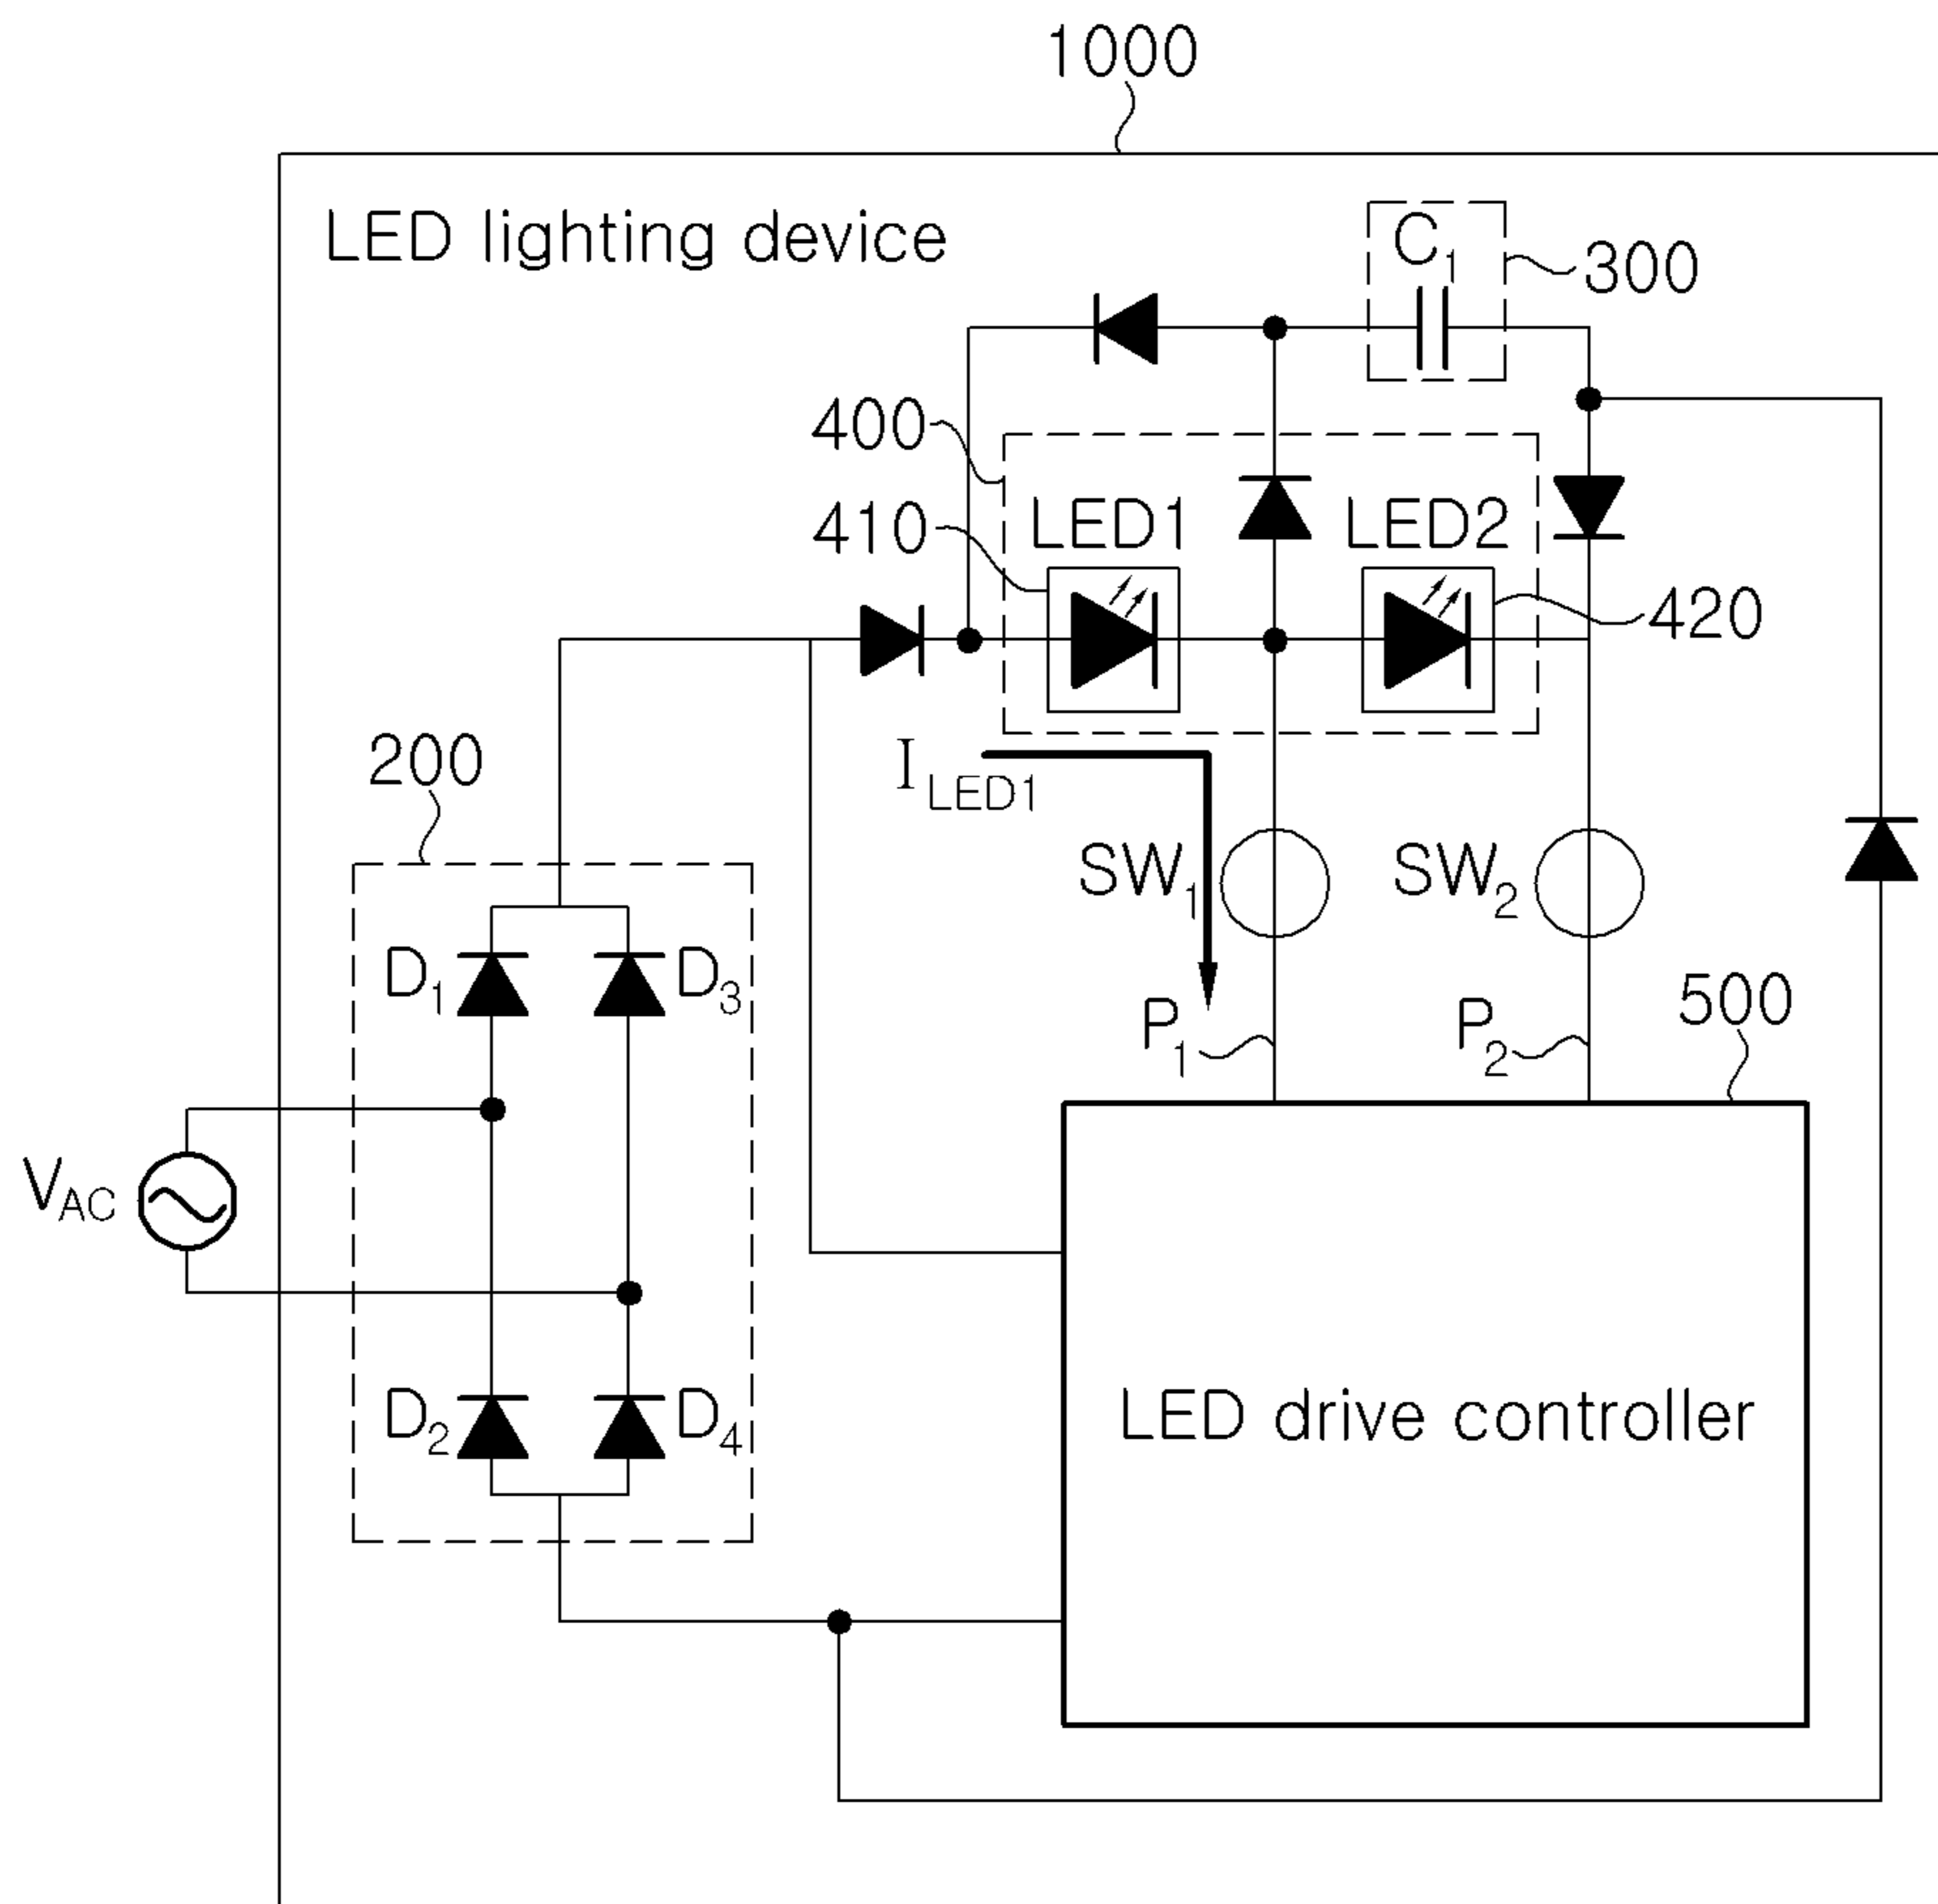 1000
LED lighting device
C1
300
400
LED1
LED2
410
420
200
ILED1
SW1
SW2
D1
D3
P1
P2
500
VAC
D2
D4
LED drive controller